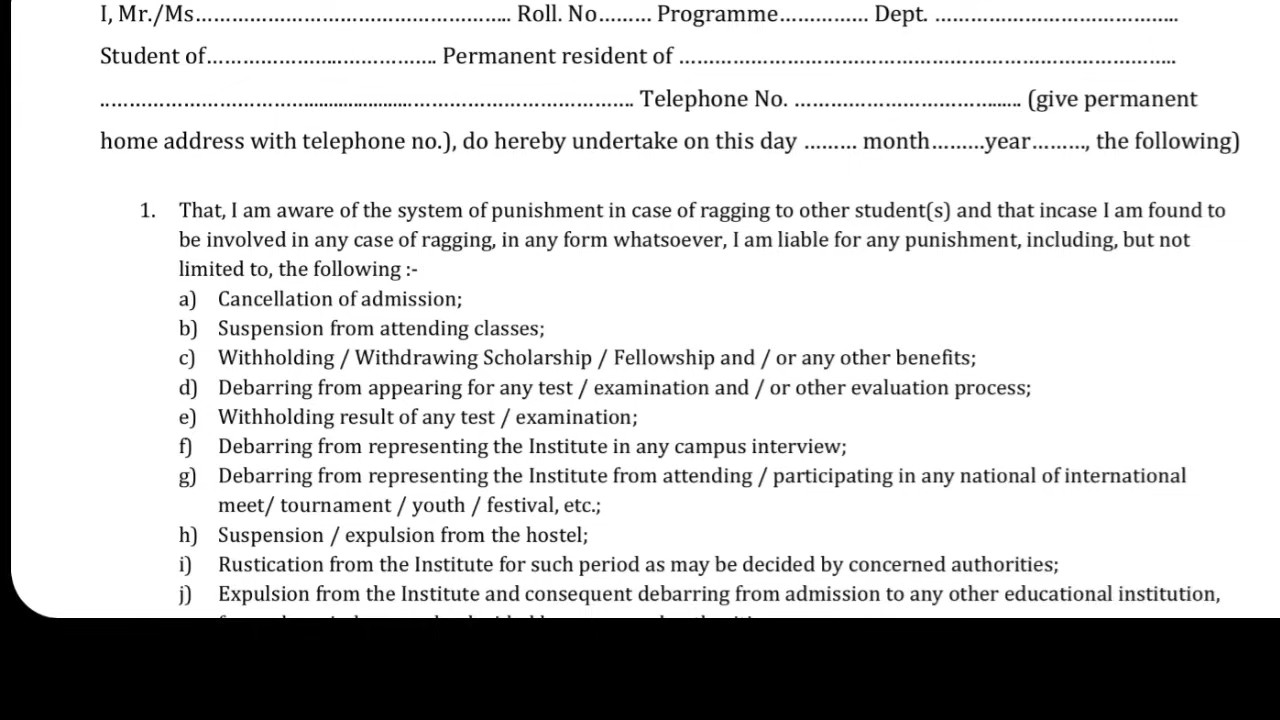 I, Mr./Ms…………………………………………….. Roll. No……… Programme…………… Dept. …………………………………..
Student of…………………..……………. Permanent resident of ………………………………………………………………………..
..……………………………......................………………………………. Telephone No. ……………………………....... (give permanent
home address with telephone no.), do hereby undertake on this day ……… month………year………, the following)
1. That, I am aware of the system of punishment in case of ragging to other student(s) and that incase I am found to
be involved in any case of ragging, in any form whatsoever, I am liable for any punishment, including, but not
limited to, the following :-
a) Cancellation of admission;
b) Suspension from attending classes;
c) Withholding / Withdrawing Scholarship / Fellowship and / or any other benefits;
d) Debarring from appearing for any test / examination and / or other evaluation process;
e) Withholding result of any test / examination;
f) Debarring from representing the Institute in any campus interview;
g) Debarring from representing the Institute from attending / participating in any national of international
meet/ tournament / youth / festival, etc.;
h) Suspension / expulsion from the hostel;
i) Rustication from the Institute for such period as may be decided by concerned authorities;
j) Expulsion from the Institute and consequent debarring from admission to any other educational institution,